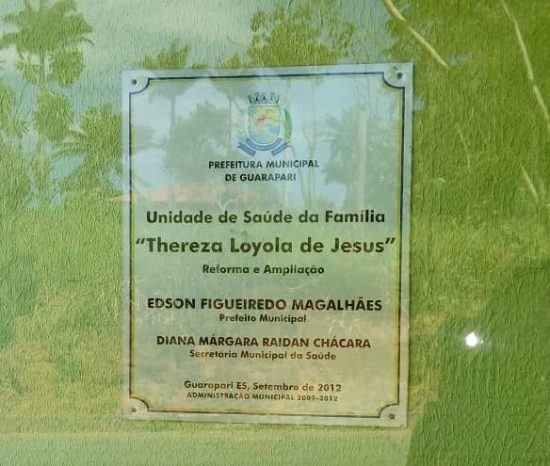 PREFEITURA MUNICIPAL
DE GUARAPARI
Unidade de Saúde da Família
"Thereza Loyola de Jesus"
Reforma e Ampliação
EDSON FIGUEIREDO MAGALHÃES
Prefeito Municipal
DIANA MÁRGARA RAIDAN CHÁCARA
Secretária Municipal da Saúde
Guarapari ES, Setembro de 2012
ADMINISTRAÇÃO MUNICIPAL 2009-2012